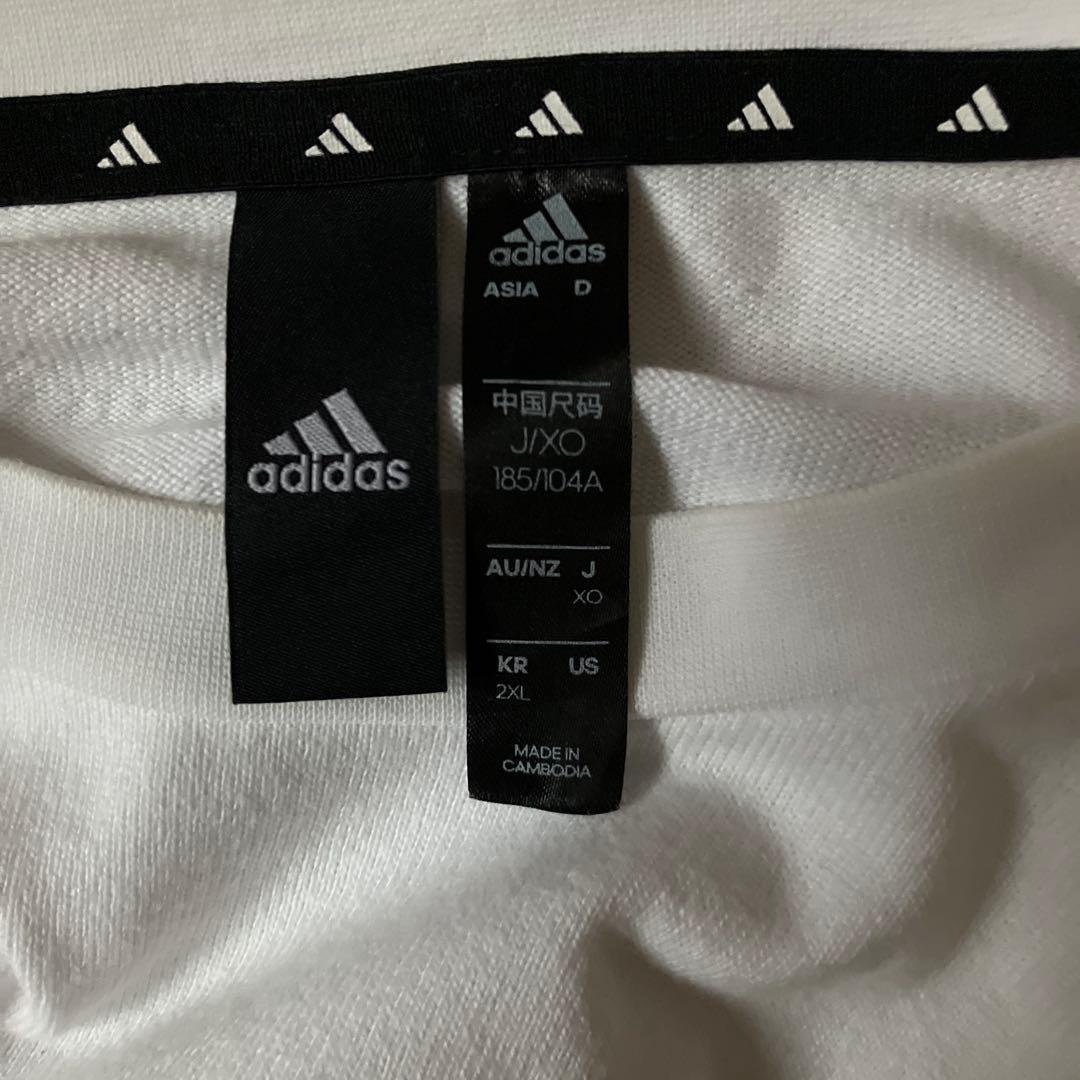 adidas
adidas
ASIA D
中国尺码
J/XO
185/104A
AU/NZ J
XO
KR US
2XL
MADE IN
CAMBODIA